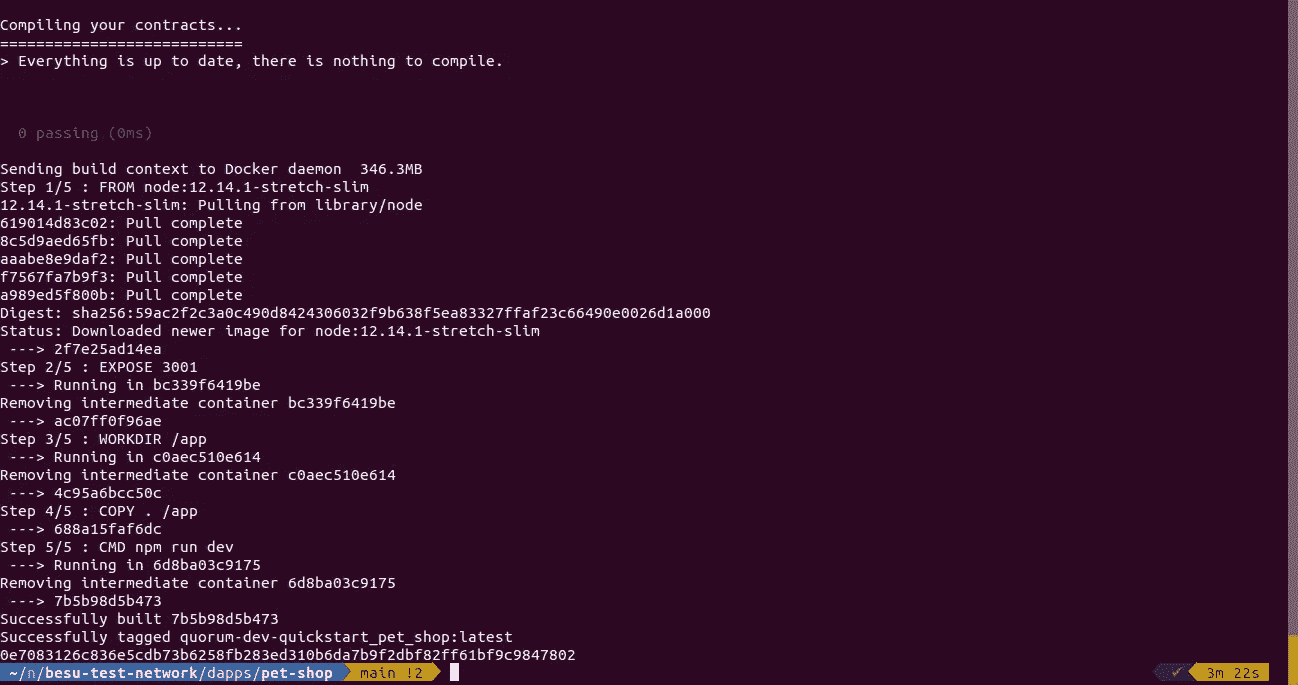 Compiling your contracts...
===========================
> Everything is up to date, there is nothing to compile.
0 passing (0ms)
Sending build context to Docker daemon  346.3MB
Step 1/5 : FROM node:12.14.1-stretch-slim
12.14.1-stretch-slim: Pulling from library/node
619014d83c02: Pull complete
8c5d9aed65fb: Pull complete
aaabe8e9daf2: Pull complete
f7567fa7b9f3: Pull complete
a989ed5f800b: Pull complete
Digest: sha256:59ac2f2c3a0c490d8424306032f9b638f5ea83327ffaf23c66490e0026d1a000
Status: Downloaded newer image for node:12.14.1-stretch-slim
 ---> 2f7e25ad14ea
Step 2/5 : EXPOSE 3001
 ---> Running in bc339f6419be
Removing intermediate container bc339f6419be
 ---> ac07ff0f96ae
Step 3/5 : WORKDIR /app
 ---> Running in c0aec510e614
Removing intermediate container c0aec510e614
 ---> 4c95a6bcc50c
Step 4/5 : COPY . /app
 ---> 688a15faf6dc
Step 5/5 : CMD npm run dev
 ---> Running in 6d8ba03c9175
Removing intermediate container 6d8ba03c9175
 ---> 7b5b98d5b473
Successfully built 7b5b98d5b473
Successfully tagged quorum-dev-quickstart_pet_shop:latest
0e7083126c836e5cdb73b6258fb283ed310b6da7b9f2dbf82ff61bf9c9847802
~/n/besu-test-network/dapps/pet-shop main !2 ✔ 3m 22s